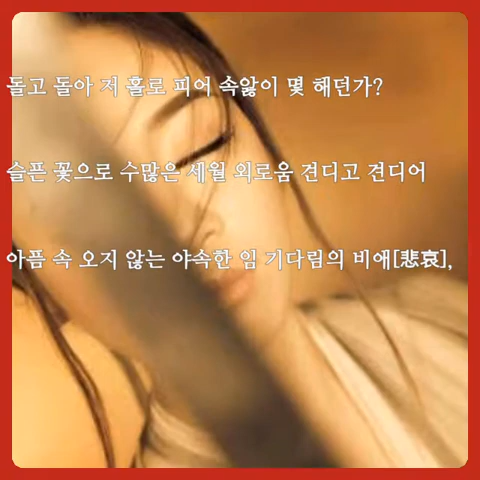 돌고 돌아 저 홀로 피어 속앓이 몇 해던가?
슬픈 꽃으로 수많은 세월 외로움 견디고 견디어
아픔 속 오지 않는 야속한 임 기다림의 비애[悲哀],